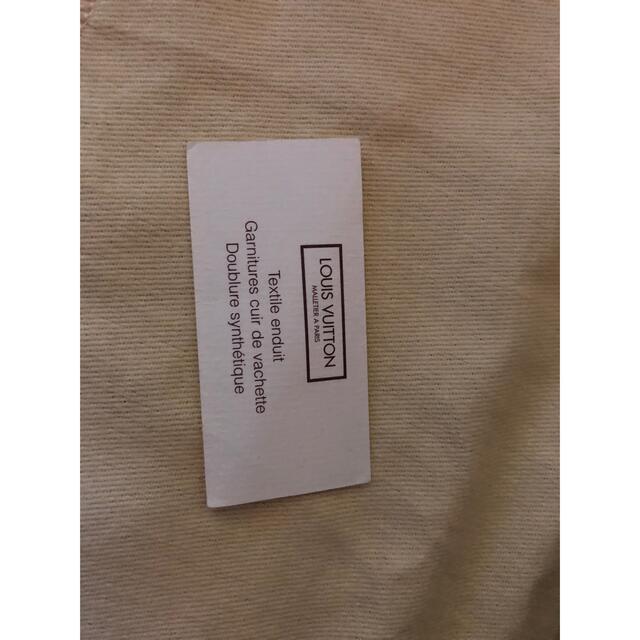 LOUIS VUITTON
MALLETIER A PARIS
Textile enduit
Garnitures cuir de vachette
Doublure synthétique